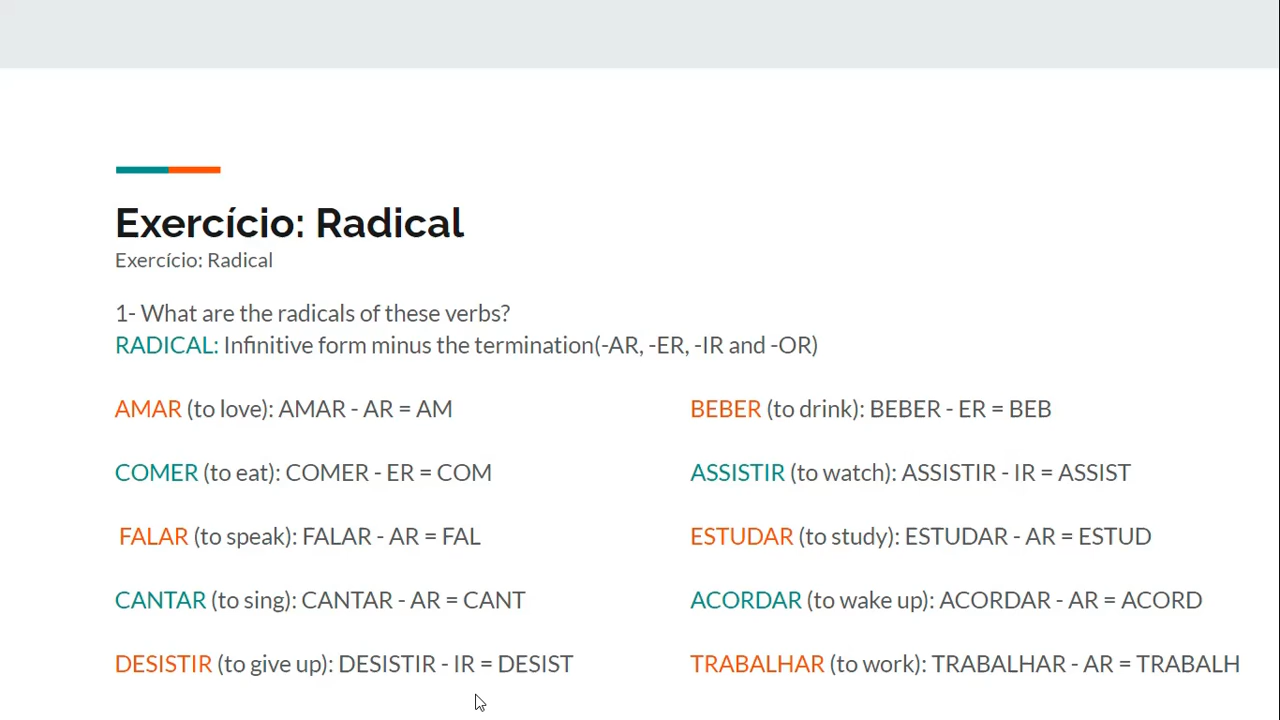 Exercício: Radical
Exercício: Radical
1- What are the radicals of these verbs?
RADICAL: Infinitive form minus the termination(-AR, -ER, -IR and -OR)
AMAR (to love): AMAR - AR = AM
COMER (to eat): COMER - ER = COM
FALAR (to speak): FALAR - AR = FAL
CANTAR (to sing): CANTAR - AR = CANT
DESISTIR (to give up): DESISTIR - IR = DESIST
BEBER (to drink): BEBER - ER = BEB
ASSISTIR (to watch): ASSISTIR - IR = ASSIST
ESTUDAR (to study): ESTUDAR - AR = ESTUD
ACORDAR (to wake up): ACORDAR - AR = ACORD
TRABALHAR (to work): TRABALHAR - AR = TRABALH